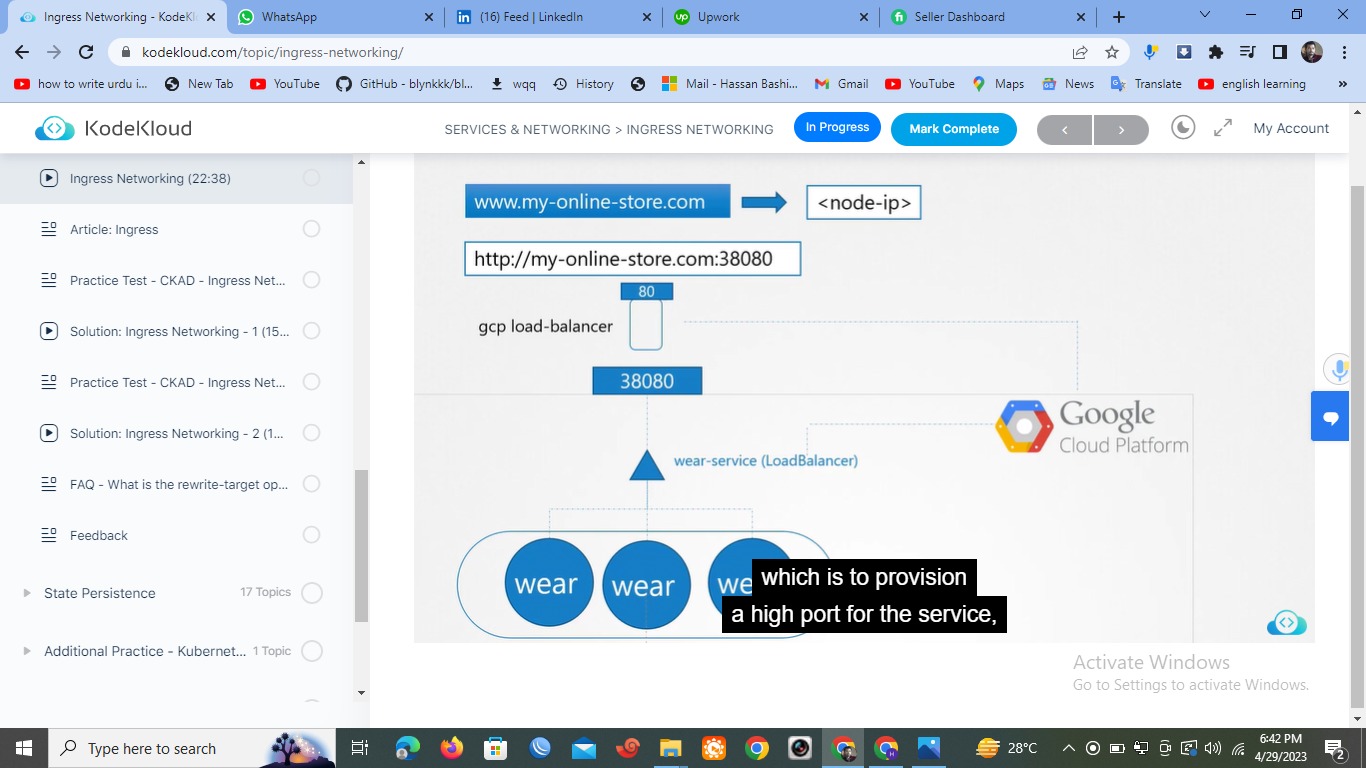 Ingress Networking - KodeKl
WhatsApp
(16) Feed | LinkedIn
Upwork
Seller Dashboard
kodekloud.com/topic/ingress-networking/
how to write urdu i...
New Tab
YouTube
GitHub - blynkkk/bl...
wqq
History
Mail - Hassan Bashi...
Gmail
YouTube
Maps
News
Translate
english learning
»
KodeKloud
SERVICES & NETWORKING > INGRESS NETWORKING
In Progress
Mark Complete
<
>
My Account
Ingress Networking (22:38)
Article: Ingress
Practice Test - CKAD - Ingress Net...
Solution: Ingress Networking - 1 (15...
Practice Test - CKAD - Ingress Net...
Solution: Ingress Networking - 2 (1...
FAQ - What is the rewrite-target op...
Feedback
State Persistence
17 Topics
Additional Practice - Kubernet...
1 Topic
www.my-online-store.com
<node-ip>
http://my-online-store.com:38080
80
gcp load-balancer
38080
Google
Cloud Platform
wear-service (LoadBalancer)
wear
wear
we
which is to provision
a high port for the service,
Activate Windows
Go to Settings to activate Windows.
Type here to search
28°C
6:42 PM
4/29/2023
2